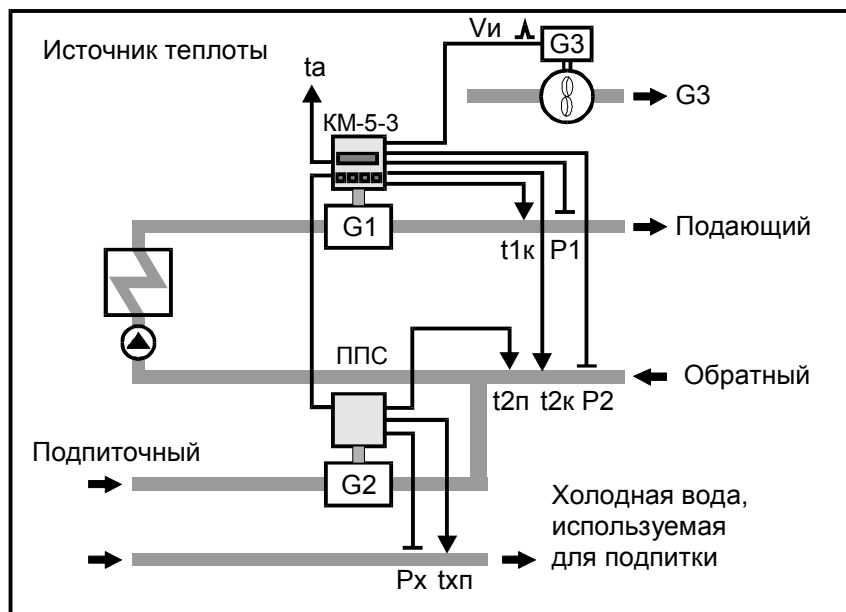 Vи
G3
Источник теплоты
ta
G3
КМ-5-3
G1
Подающий
t1к P1
ППС
Обратный
t2п t2к P2
Подпиточный
G2
Холодная вода,
используемая
для подпитки
Px txп